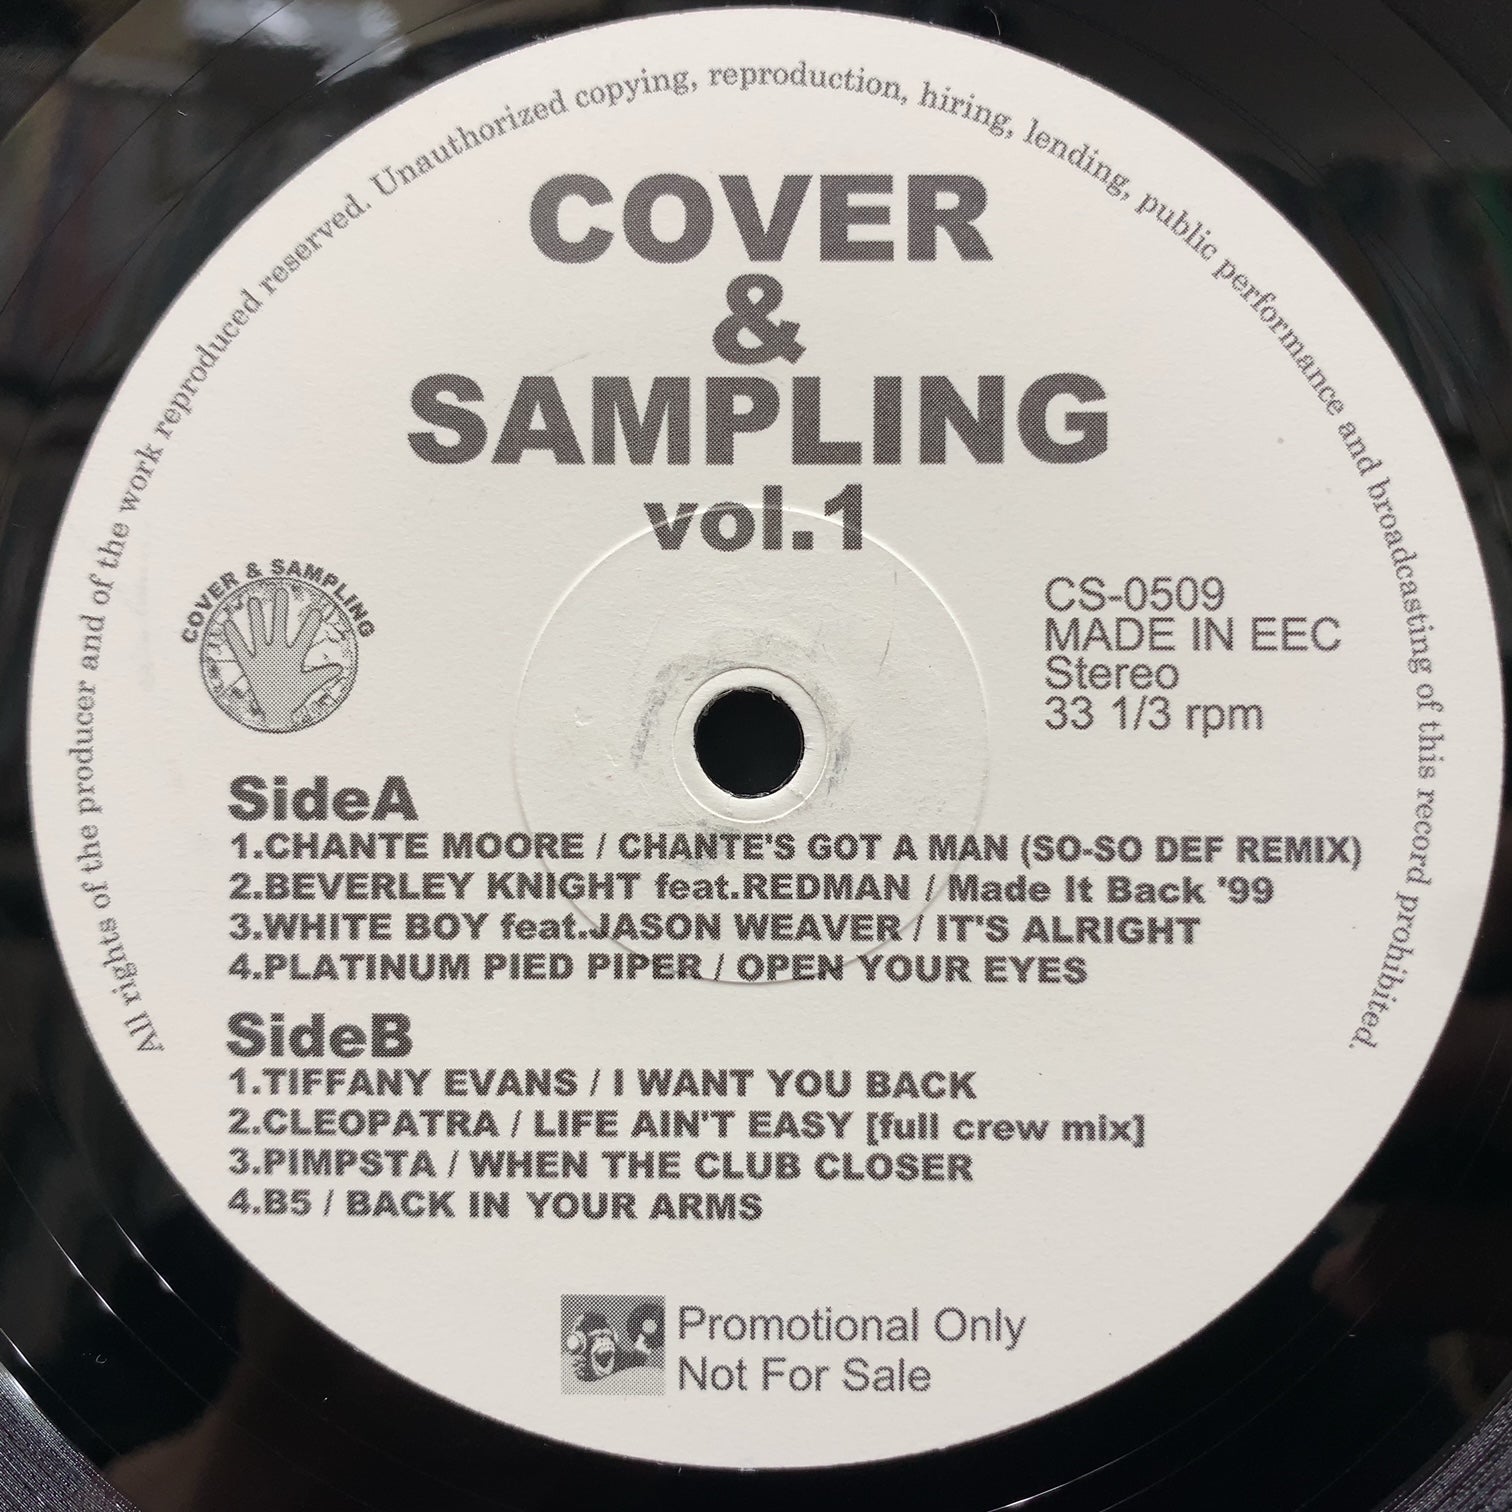 All rights of the producer and of the work reproduced reserved. Unauthorized copying, reproduction, hiring, lending, public performance and broadcasting of this record prohibited.
COVER
&
SAMPLING
vol.1
COVER & SAMPLING
CS-0509
MADE IN EEC
Stereo
33 1/3 rpm
SideA
1.CHANTE MOORE / CHANTE'S GOT A MAN (SO-SO DEF REMIX)
2.BEVERLEY KNIGHT feat.REDMAN / Made It Back '99
3.WHITE BOY feat.JASON WEAVER / IT'S ALRIGHT
4.PLATINUM PIED PIPER / OPEN YOUR EYES
SideB
1.TIFFANY EVANS / I WANT YOU BACK
2.CLEOPATRA / LIFE AIN'T EASY [full crew mix]
3.PIMPSTA / WHEN THE CLUB CLOSER
4.B5 / BACK IN YOUR ARMS
Promotional Only
Not For Sale